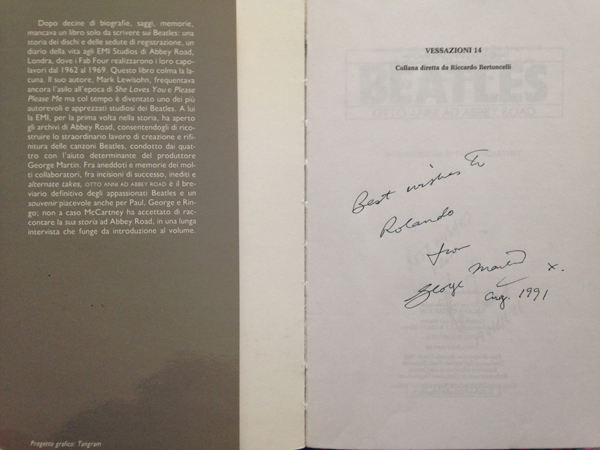 Dopo decine di biografie, saggi, memorie,
mancava un libro solo da scrivere sui Beatles: una
storia dei dischi e delle sedute di registrazione, un
diario della vita agli EMI Studios di Abbey Road,
Londra, dove i Fab Four realizzarono i loro capo-
lavori dal 1962 al 1969. Questo libro colma la la-
cuna. Il suo autore, Mark Lewisohn, frequentava
ancora l'asilo all'epoca di She Loves You e Please
Please Me ma col tempo è diventato uno dei più
autorevoli e apprezzati studiosi dei Beatles. A lui
la EMI, per la prima volta nella storia, ha aperto
gli archivi di Abbey Road, consentendogli di rico-
struire lo straordinario lavoro di creazione e rifi-
nitura delle canzoni Beatles, condotto dai quat-
tro con l'aiuto determinante del produttore
George Martin. Fra aneddoti e memorie dei mol-
ti collaboratori, fra incisioni di successo, inediti e
alternate takes, OTTO ANNI AD ABBEY ROAD è il bre-
viario definitivo degli appassionati Beatles e un
souvenir piacevole anche per Paul, George e Rin-
go; non a caso McCartney ha accettato di rac-
contare la sua storia ad Abbey Road, in una lunga
intervista che funge da introduzione al volume.
Progetto grafico: Tangram
VESSAZIONI 14
Collana diretta da Riccardo Bertoncelli
BEATLES
Best wishes to
Rolando
from
George Martin x.
Aug. 1991